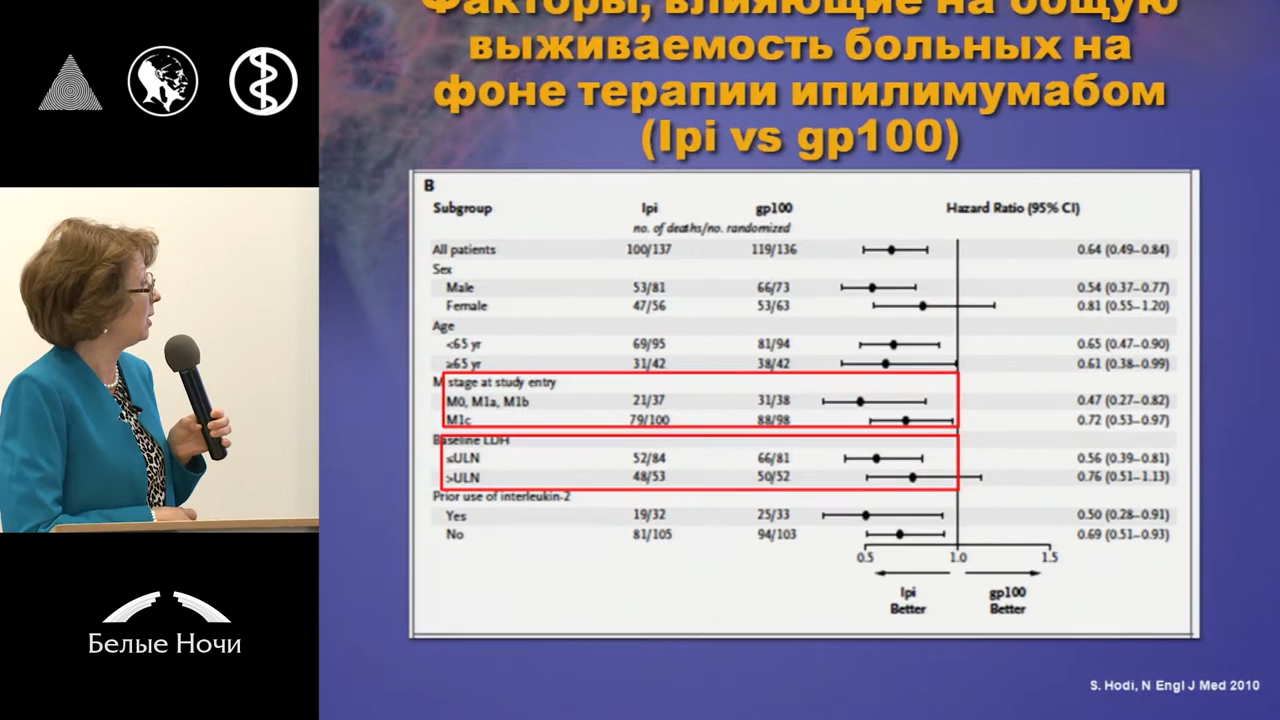 Факторы, влияющие на общую
выживаемость больных на
фоне терапии ипилимумабом
(Ipi vs gp100)
B
Subgroup Ipi gp100 Hazard Ratio (95% CI)
no. of deaths/no. randomized
All patients 100/137 119/136 0.64 (0.49–0.84)
Sex
Male 53/81 66/73 0.54 (0.37–0.77)
Female 47/56 53/63 0.81 (0.55–1.20)
Age
<65 yr 69/95 81/94 0.65 (0.47–0.90)
≥65 yr 31/42 38/42 0.61 (0.38–0.99)
M stage at study entry
M0, M1a, M1b 21/37 31/38 0.47 (0.27–0.82)
M1c 79/100 88/98 0.72 (0.53–0.97)
Baseline LDH
≤ULN 52/84 66/81 0.56 (0.39–0.81)
>ULN 48/53 50/52 0.76 (0.51–1.13)
Prior use of interleukin-2
Yes 19/32 25/33 0.50 (0.28–0.91)
No 81/105 94/103 0.69 (0.51–0.93)
0.5 1.0 1.5
Ipi gp100
Better Better
S. Hodi, N Engl J Med 2010
Белые Ночи